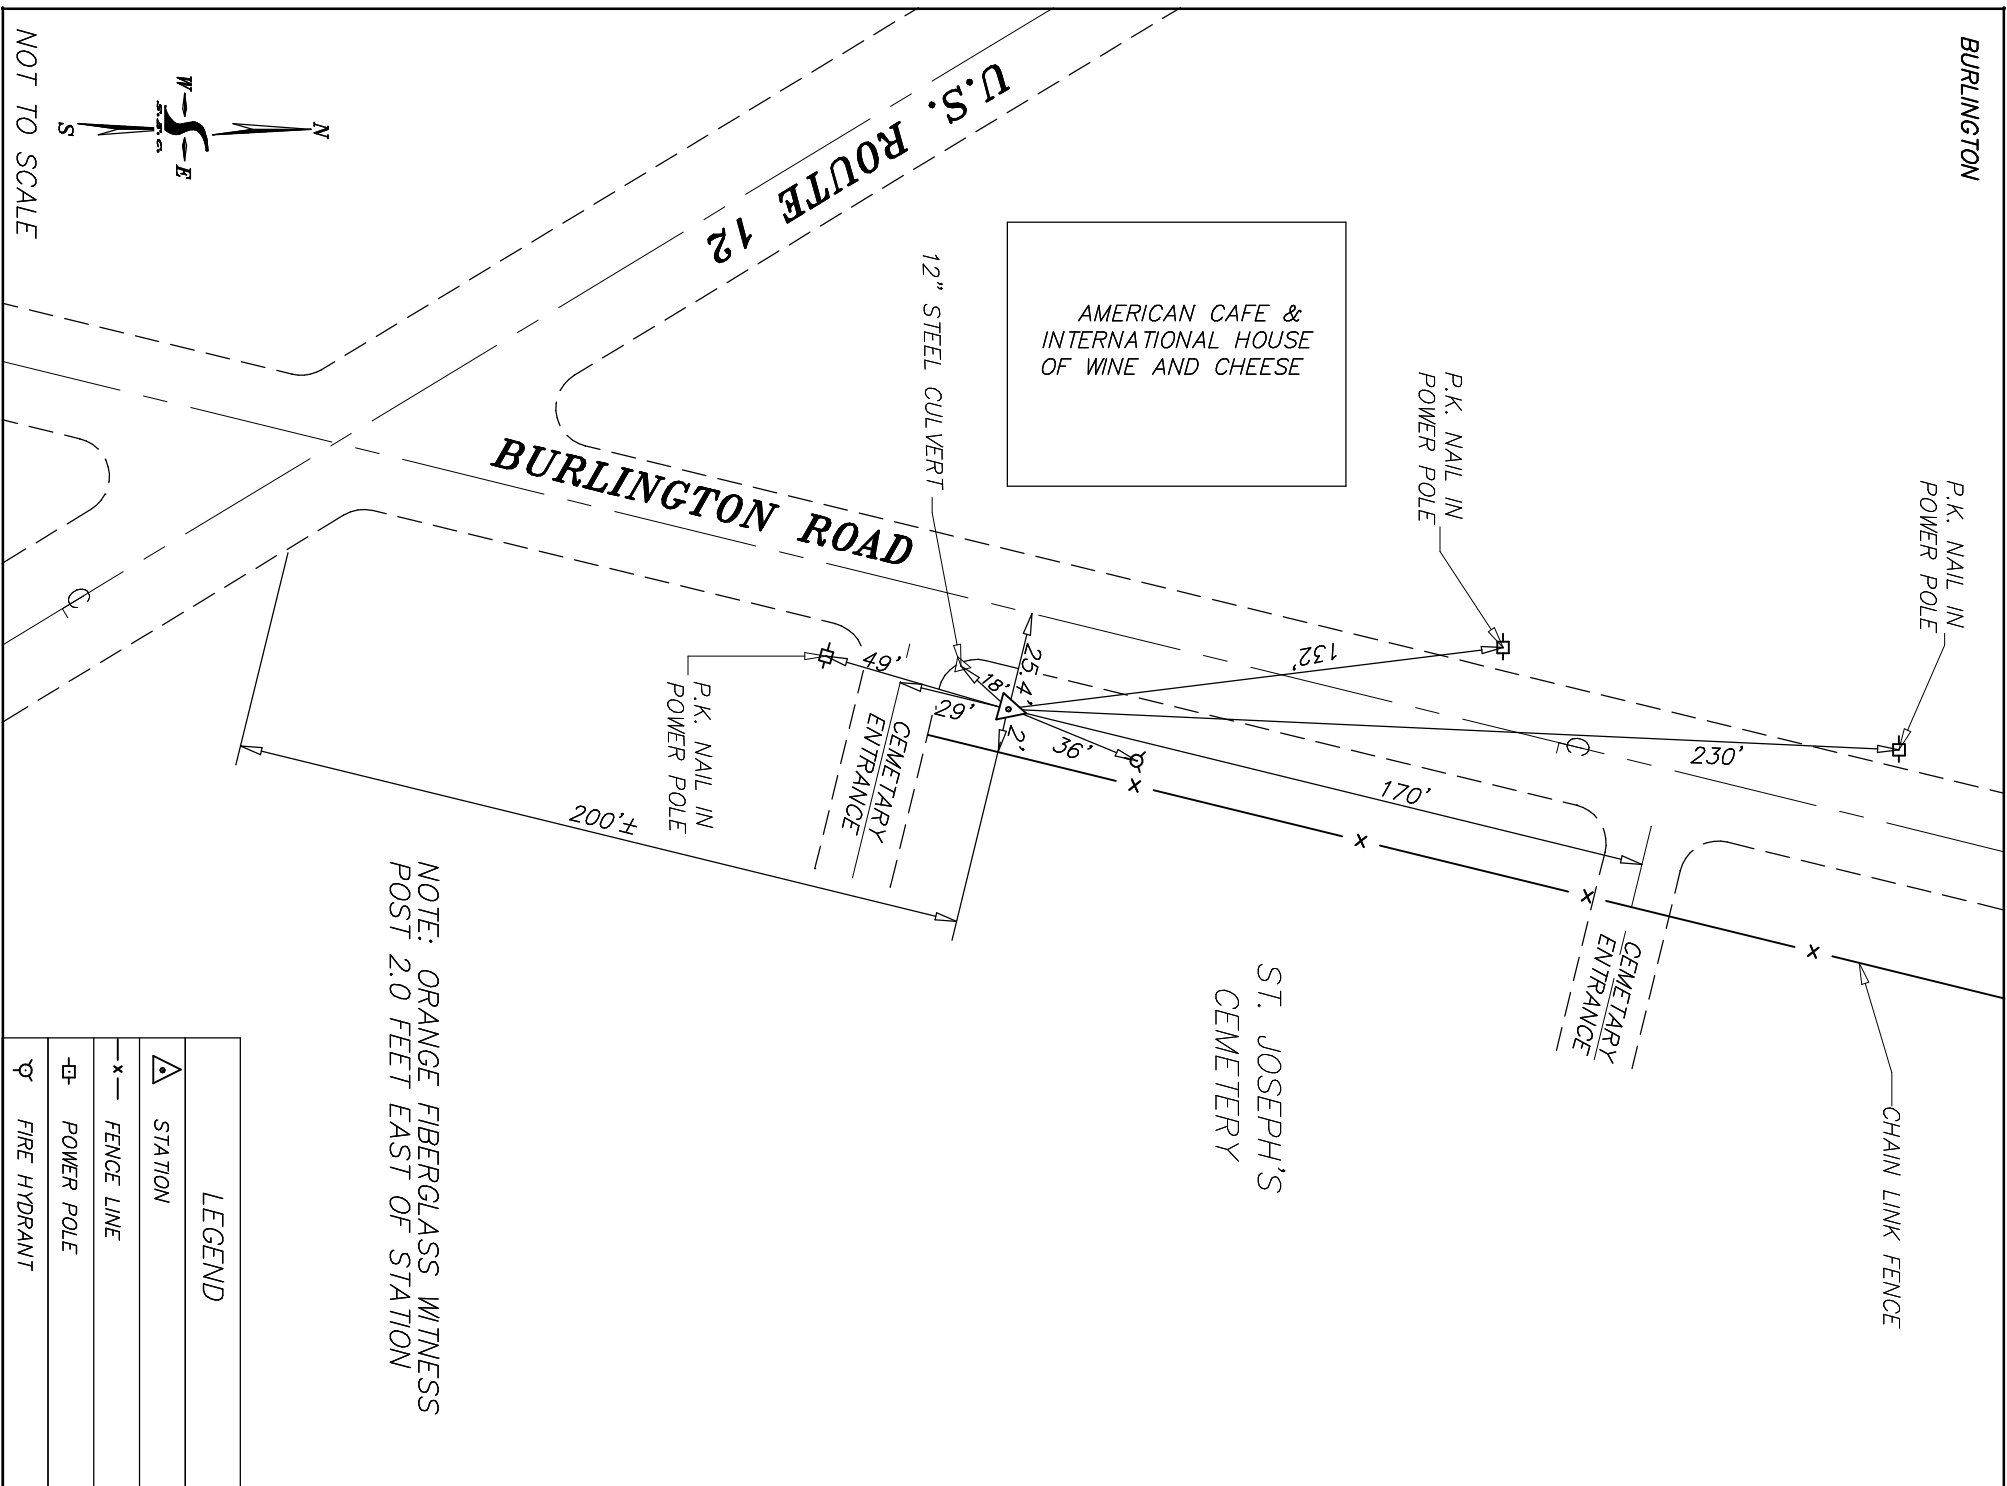 BURLINGTON
P.K. NAIL IN
POWER POLE
P.K. NAIL IN
POWER POLE
CHAIN LINK FENCE
AMERICAN CAFE &
INTERNATIONAL HOUSE
OF WINE AND CHEESE
12" STEEL CULVERT
U.S. ROUTE 12
BURLINGTON ROAD
132'
230'
170'
25.4'
18'
2'
36'
49'
29'
CEMETARY
ENTRANCE
CEMETARY
ENTRANCE
P.K. NAIL IN
POWER POLE
200'±
ST. JOSEPH'S
CEMETERY
NOTE: ORANGE FIBERGLASS WITNESS
POST 2.0 FEET EAST OF STATION
N
W S E
S
NOT TO SCALE
LEGEND
STATION
x FENCE LINE
POWER POLE
FIRE HYDRANT